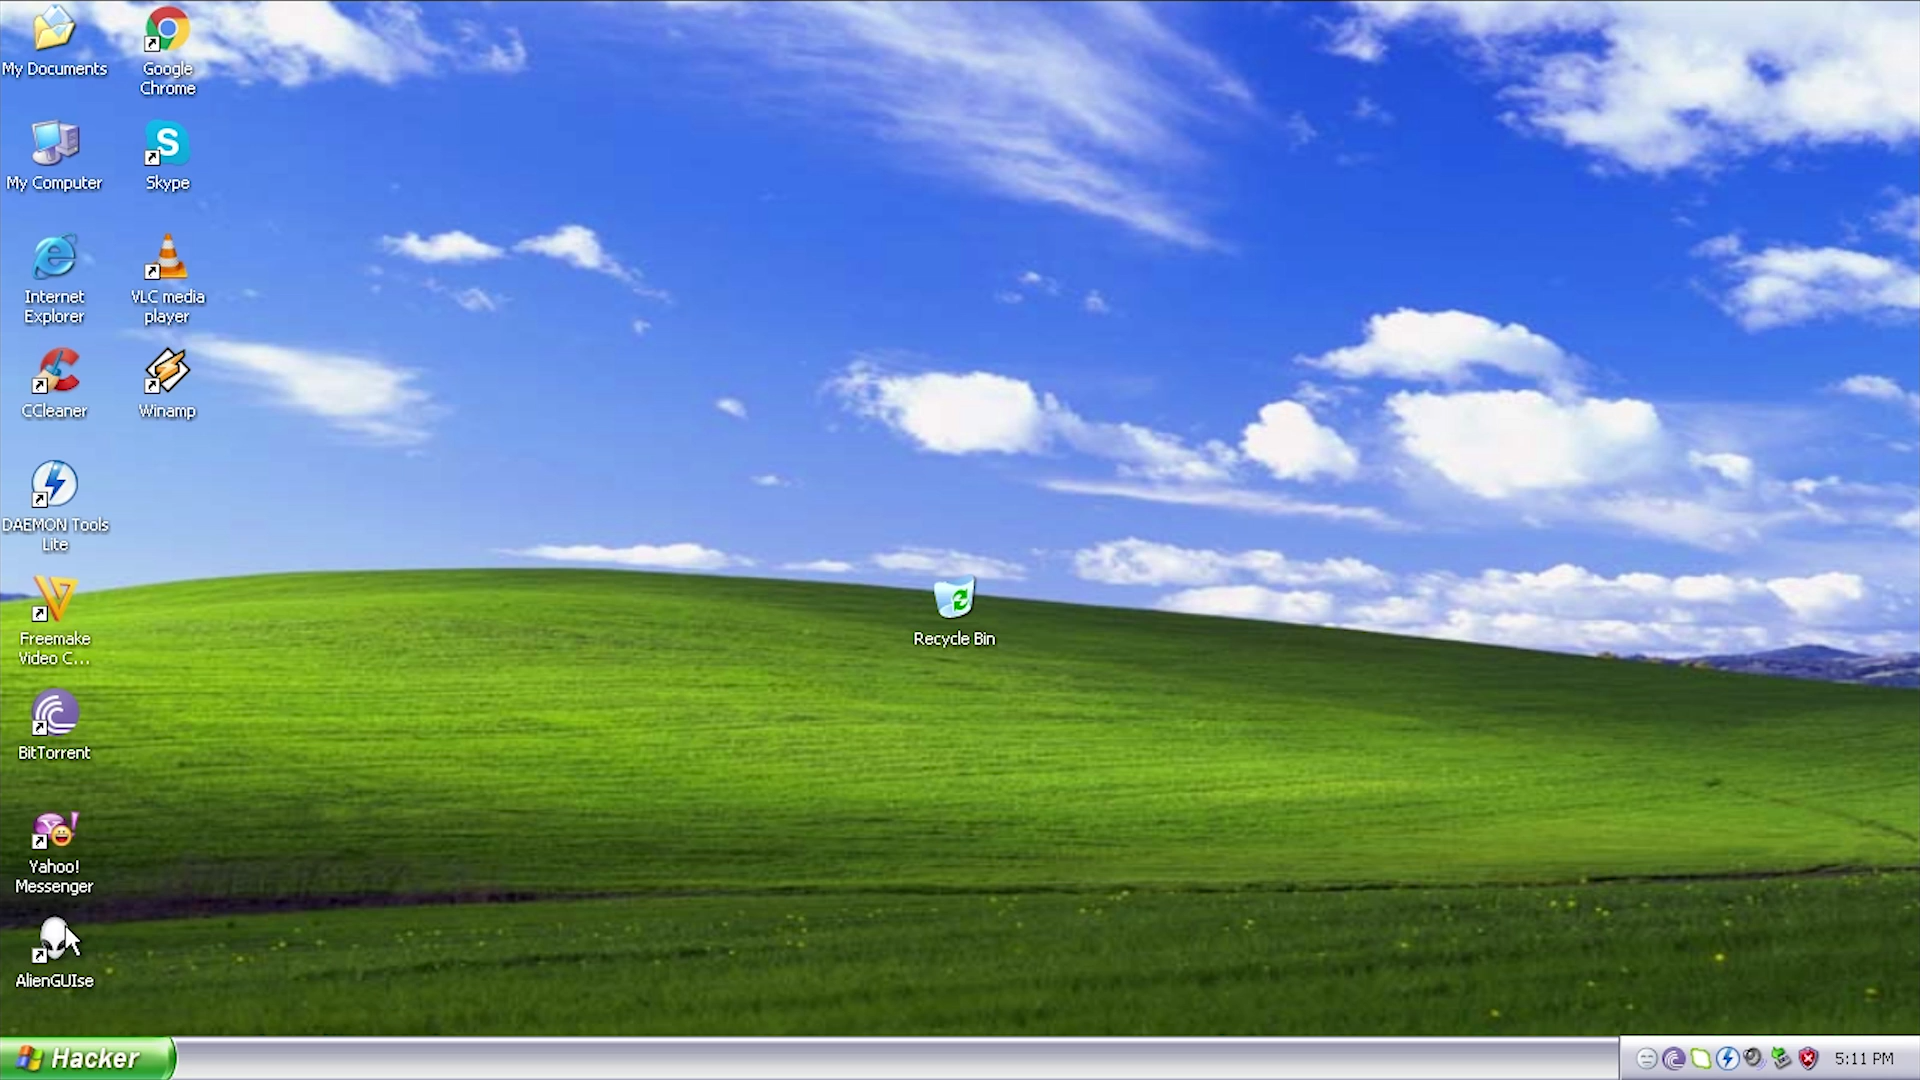 My Documents
Google
Chrome
My Computer
Skype
Internet
Explorer
VLC media
player
CCleaner
Winamp
DAEMON Tools
Lite
Freemake
Video C...
Recycle Bin
BitTorrent
Yahoo!
Messenger
AlienGUIse
Hacker
5:11 PM